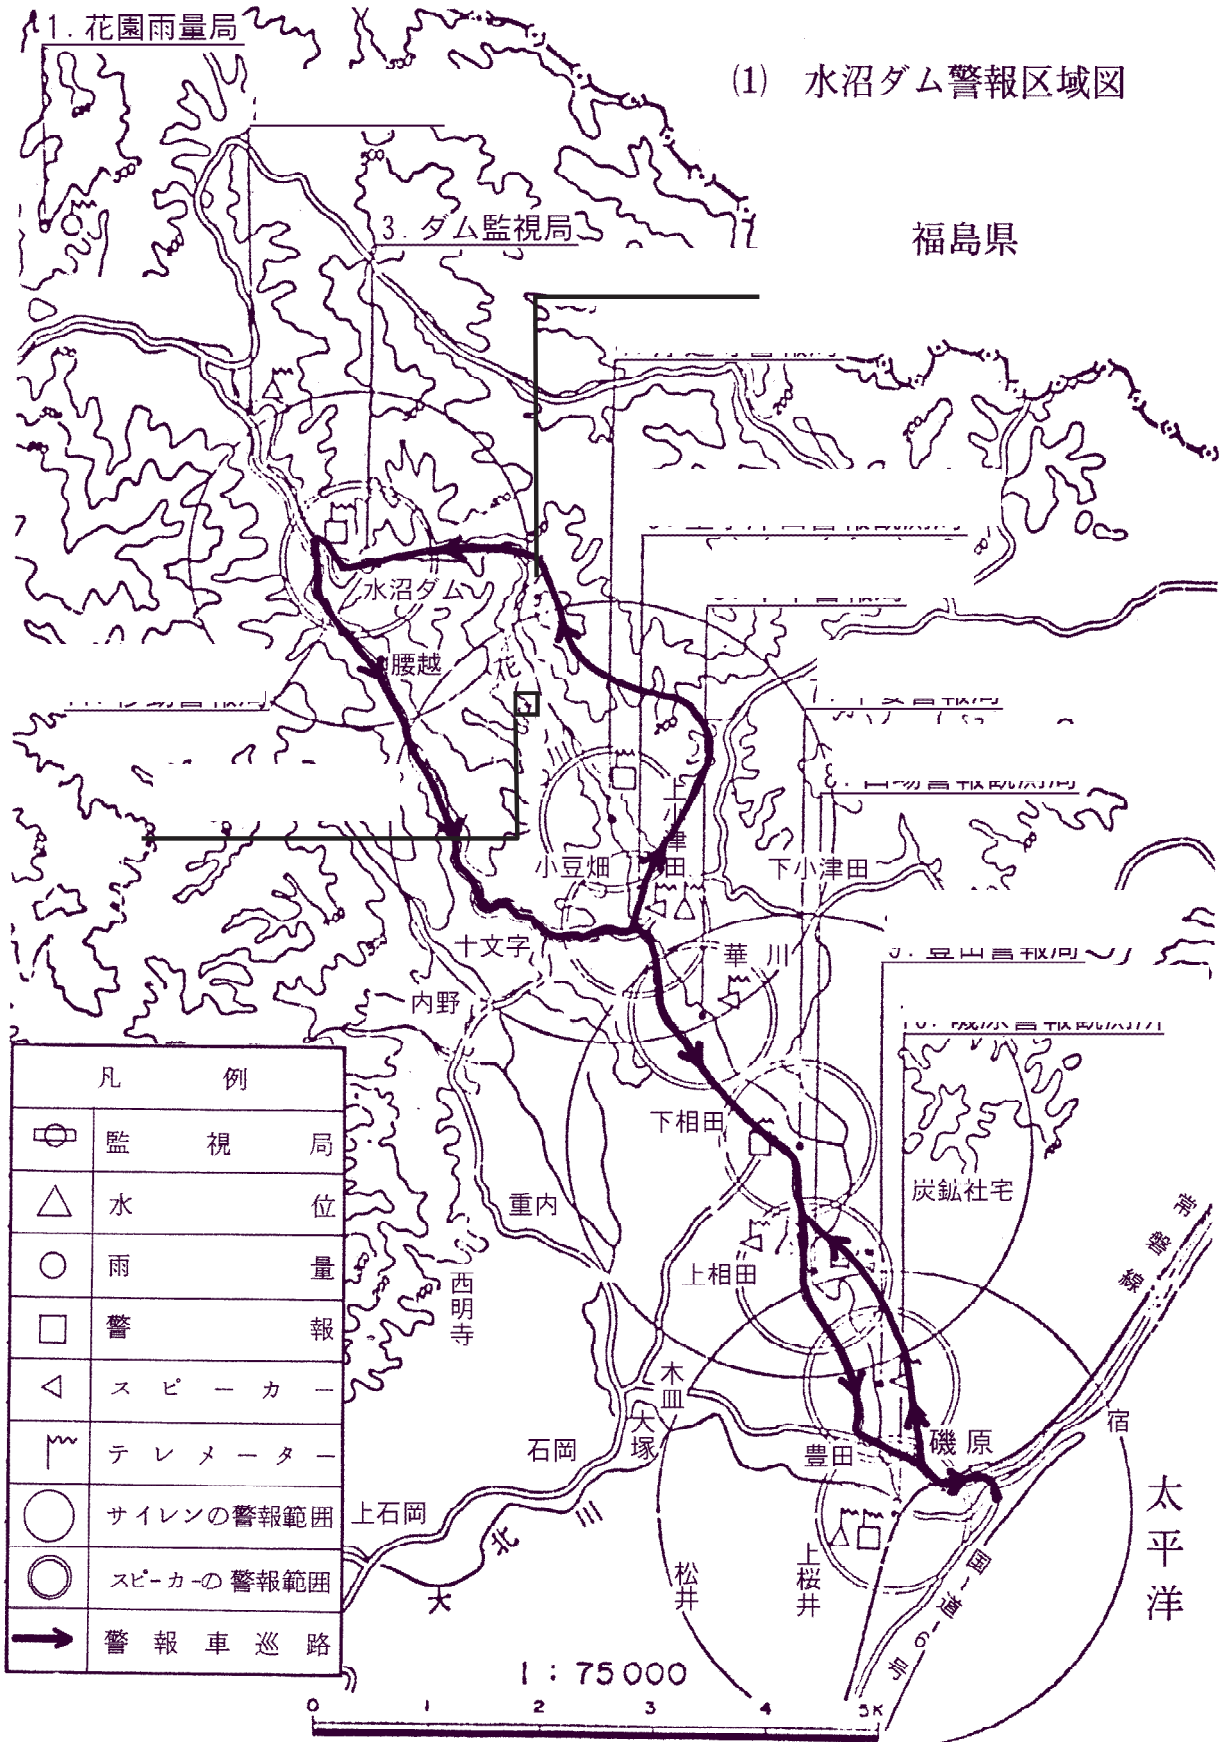 1. 花園雨量局
(1) 水沼ダム警報区域図
3. ダム監視局
福島県
水沼ダム
腰越
花
川
上小津田
小豆畑
下小津田
十文字
華川
内野
下相田
炭鉱社宅
重内
上相田
西明寺
常磐線
木皿
大塚
石岡
豊田
磯原
宿
上石岡
大
北
川
松井
上桜井
国道6号
太平洋
凡例
監視局
水位
雨量
警報
スピーカー
テレメーター
サイレンの警報範囲
スピーカーの警報範囲
警報車巡路
1:75000
0 1 2 3 4 5K